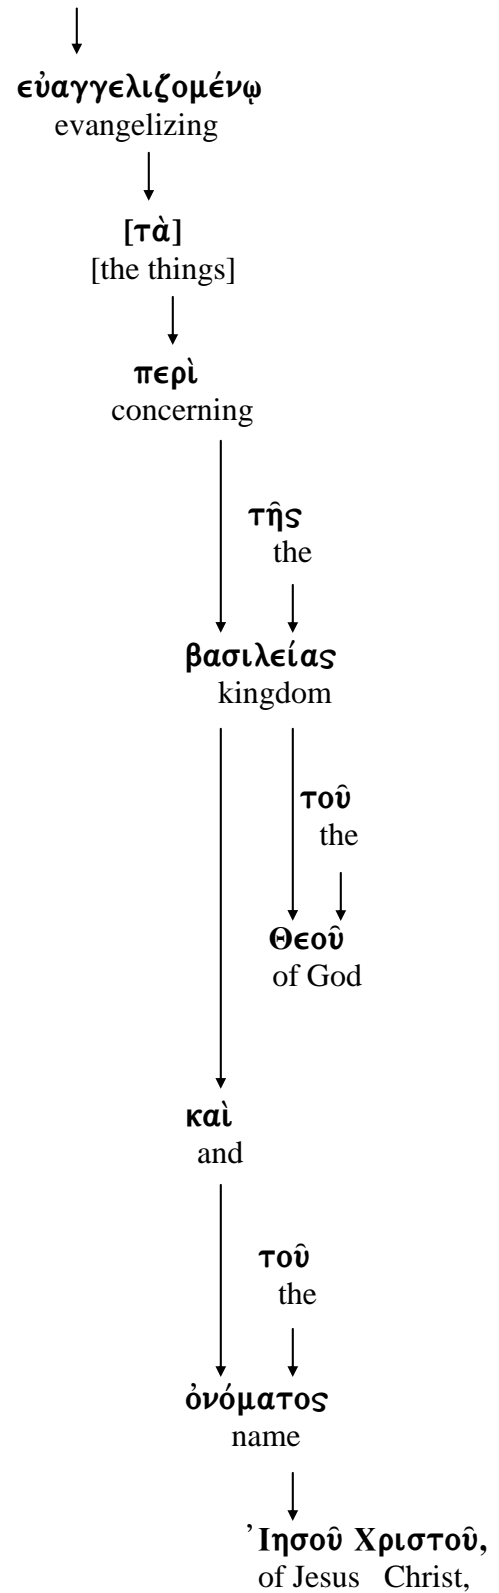 εὐαγγελιζομένῳ
evangelizing
[τὰ]
[the things]
περὶ
concerning
τῆς
the
βασιλείας
kingdom
τοῦ
the
Θεοῦ
of God
καὶ
and
τοῦ
the
ὀνόματος
name
Ἰησοῦ Χριστοῦ,
of Jesus Christ,